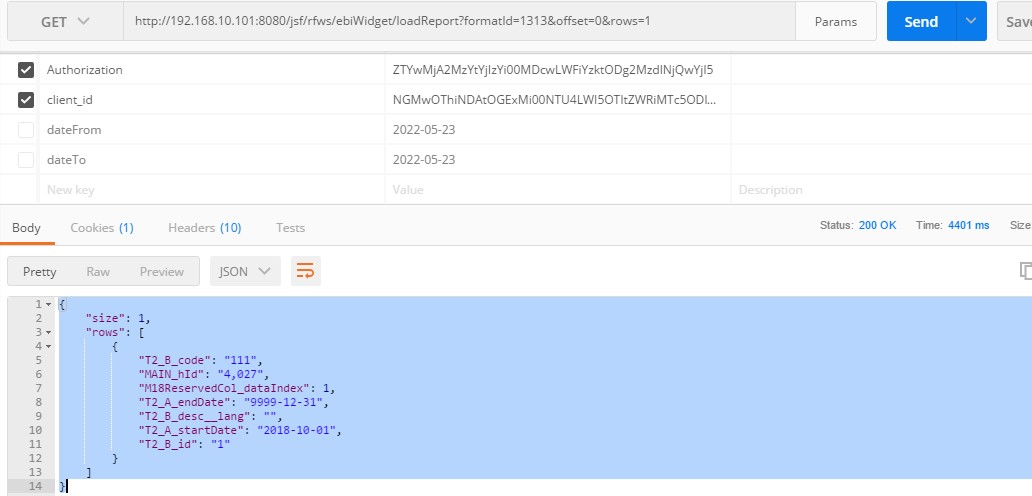 GET http://192.168.10.101:8080/jsf/rfws/ebiWidget/loadReport?formatId=1313&offset=0&rows=1 Params Send Save
Authorization ZTYwMjA2MzYtYjIzYi00MDcwLWFiYzktODg2MzdlNjQwYjI5
client_id NGMwOThiNDAtOGExMi00NTU4LWI5OTItZWRiMTc5ODI...
dateFrom 2022-05-23
dateTo 2022-05-23
New key Value Description
Body Cookies (1) Headers (10) Tests Status: 200 OK Time: 4401 ms Size
Pretty Raw Preview JSON
1 {
2 "size": 1,
3 "rows": [
4 {
5 "T2_B_code": "111",
6 "MAIN_hId": "4,027",
7 "M18ReservedCol_dataIndex": 1,
8 "T2_A_endDate": "9999-12-31",
9 "T2_B_desc__lang": "",
10 "T2_A_startDate": "2018-10-01",
11 "T2_B_id": "1"
12 }
13 ]
14 }